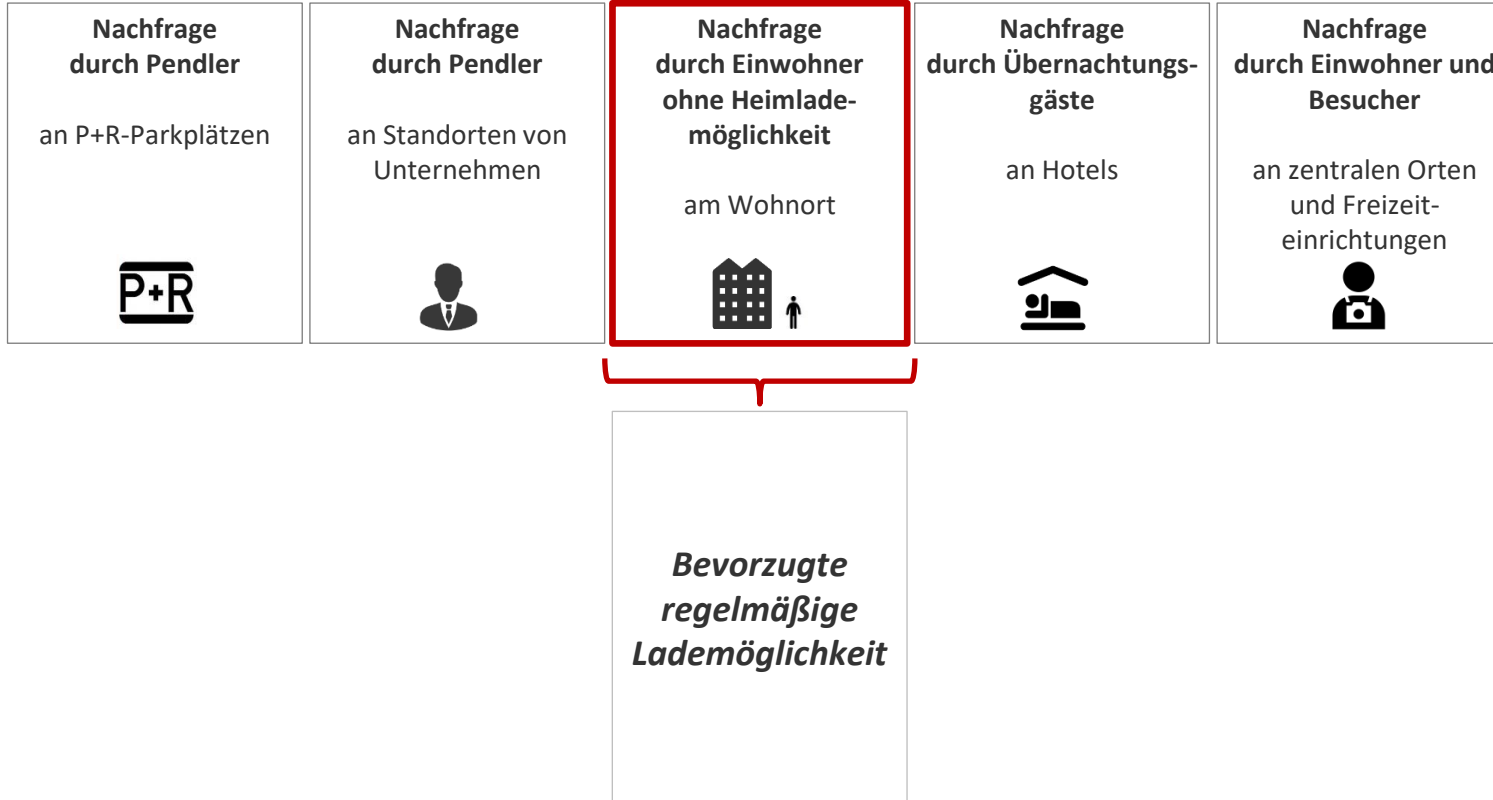 Nachfrage
durch Pendler
an P+R-Parkplätzen
P+R
Nachfrage
durch Pendler
an Standorten von
Unternehmen
Nachfrage
durch Einwohner
ohne Heimlade-
möglichkeit
am Wohnort
Nachfrage
durch Übernachtungs-
gäste
an Hotels
Nachfrage
durch Einwohner und
Besucher
an zentralen Orten
und Freizeit-
einrichtungen
Bevorzugte
regelmäßige
Lademöglichkeit